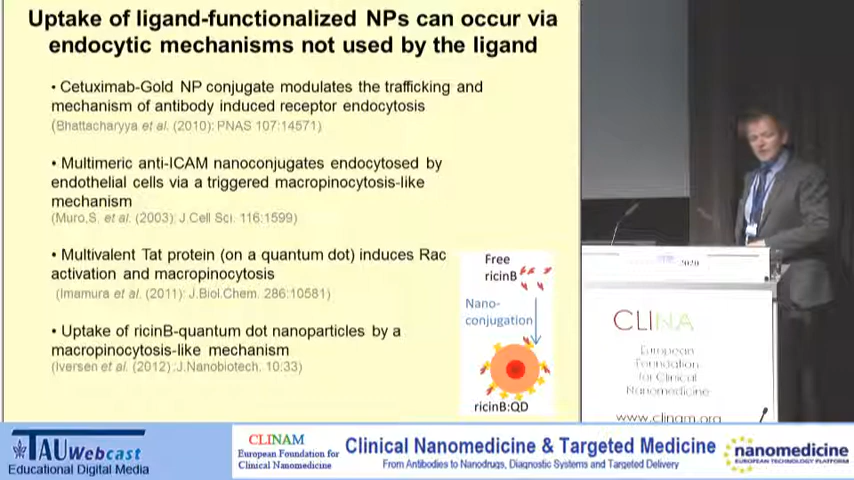 Uptake of ligand-functionalized NPs can occur via
endocytic mechanisms not used by the ligand
• Cetuximab-Gold NP conjugate modulates the trafficking and
mechanism of antibody induced receptor endocytosis
(Bhattacharyya et al. (2010): PNAS 107:14571)
• Multimeric anti-ICAM nanoconjugates endocytosed by
endothelial cells via a triggered macropinocytosis-like
mechanism
(Muro,S. et al. (2003): J.Cell Sci. 116:1599)
• Multivalent Tat protein (on a quantum dot) induces Rac
activation and macropinocytosis
(Imamura et al. (2011): J.Biol.Chem. 286:10581)
• Uptake of ricinB-quantum dot nanoparticles by a
macropinocytosis-like mechanism
(Iversen et al. (2012):J.Nanobiotech. 10:33)
Free
ricinB
Nano-
conjugation
ricinB:QD
2020
CLINA
European
Foundation
for Clinical
Nanomedicine
www.clinam.org
TAUWebcast
Educational Digital Media
CLINAM
European Foundation for
Clinical Nanomedicine
Clinical Nanomedicine & Targeted Medicine
From Antibodies to Nanodrugs, Diagnostic Systems and Targeted Delivery
nanomedicine
EUROPEAN TECHNOLOGY PLATFORM